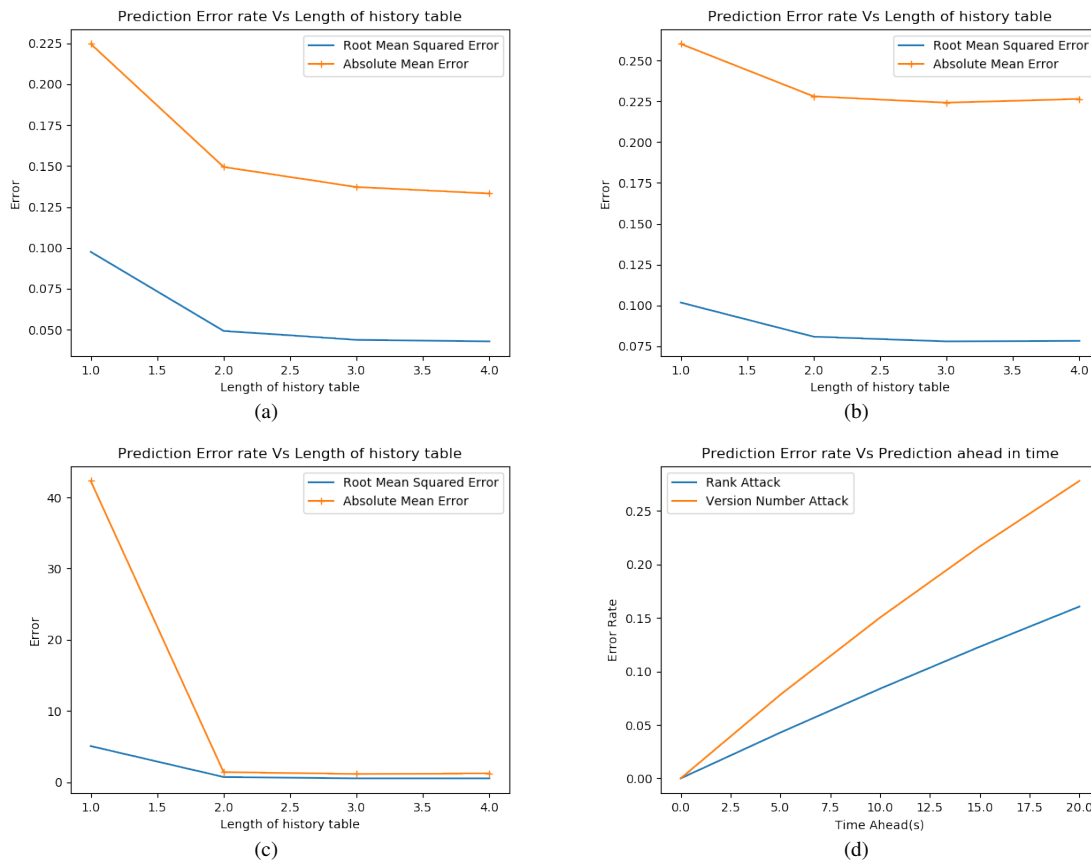 Prediction Error rate Vs Length of history table
Root Mean Squared Error
Absolute Mean Error
0.225
0.200
0.175
0.150
0.125
0.100
0.075
0.050
Error
1.0 1.5 2.0 2.5 3.0 3.5 4.0
Length of history table
(a)
Prediction Error rate Vs Length of history table
Root Mean Squared Error
Absolute Mean Error
0.250
0.225
0.200
0.175
0.150
0.125
0.100
0.075
Error
1.0 1.5 2.0 2.5 3.0 3.5 4.0
Length of history table
(b)
Prediction Error rate Vs Length of history table
Root Mean Squared Error
Absolute Mean Error
40
30
20
10
0
Error
1.0 1.5 2.0 2.5 3.0 3.5 4.0
Length of history table
(c)
Prediction Error rate Vs Prediction ahead in time
Rank Attack
Version Number Attack
0.25
0.20
0.15
0.10
0.05
0.00
Error Rate
0.0 2.5 5.0 7.5 10.0 12.5 15.0 17.5 20.0
Time Ahead(s)
(d)